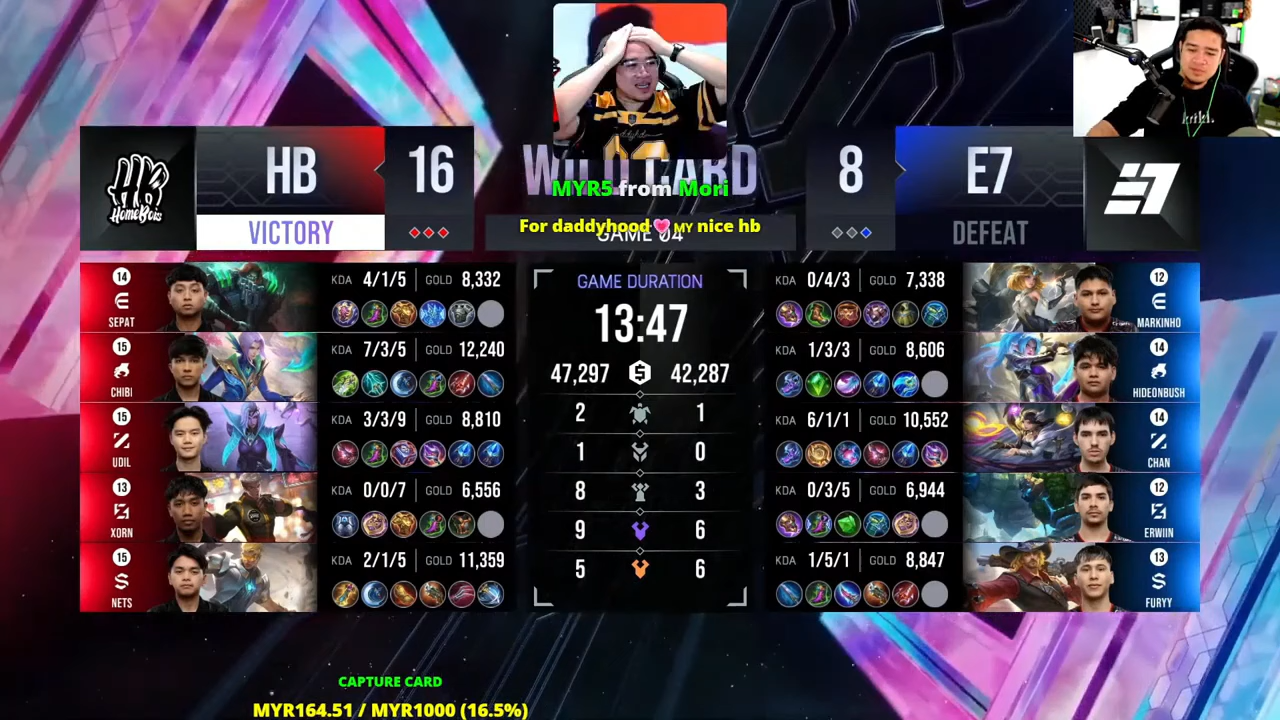 HB
16
WILD CARD
8
E7
HB
HomeBois
VICTORY
MYR5 from Mori
For daddyhood💗 MY nice hb
GAME 04
DEFEAT
14
SEPAT
KDA 4/1/5 GOLD 8,332
15
CHIBI
KDA 7/3/5 GOLD 12,240
15
UDIL
KDA 3/3/9 GOLD 8,810
13
XORN
KDA 0/0/7 GOLD 6,556
15
NETS
KDA 2/1/5 GOLD 11,359
GAME DURATION
13:47
47,297 42,287
2 1
1 0
8 3
9 6
5 6
KDA 0/4/3 GOLD 7,338
12
MARKINHO
KDA 1/3/3 GOLD 8,606
14
HIDEONBUSH
KDA 6/1/1 GOLD 10,552
14
CHAN
KDA 0/3/5 GOLD 6,944
12
ERWIIN
KDA 1/5/1 GOLD 8,847
13
FURYY
CAPTURE CARD
MYR164.51 / MYR1000 (16.5%)